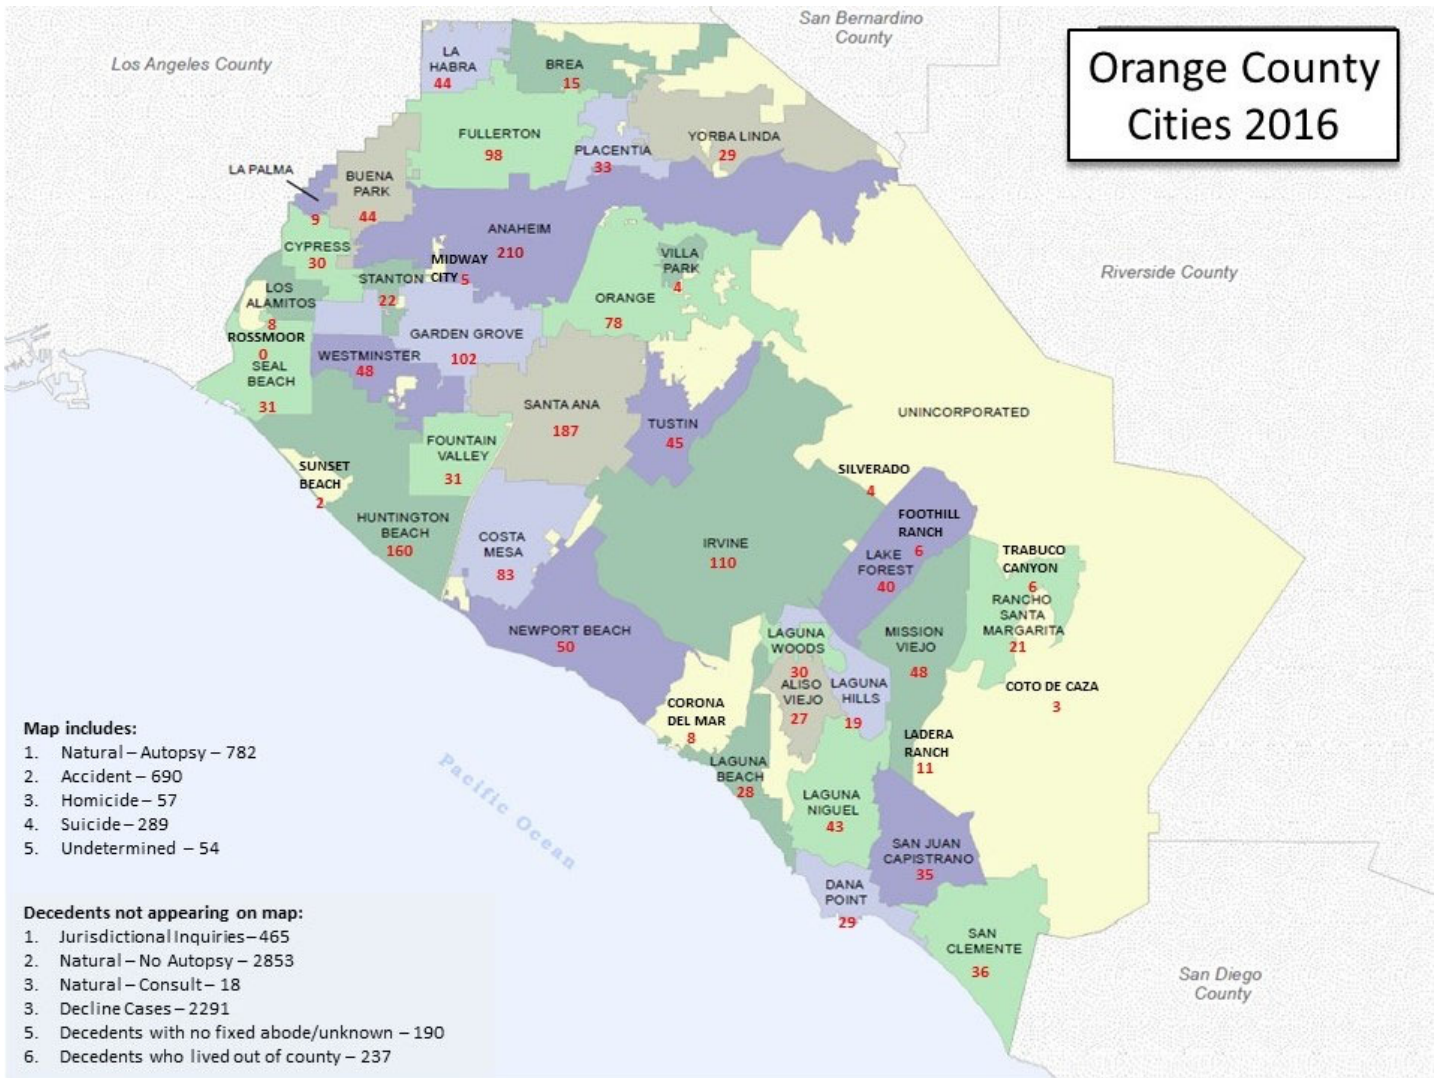 San Bernardino
County
Orange County
Cities 2016
Los Angeles County
LA
HABRA
44
BREA
15
FULLERTON
98
PLACENTIA
33
YORBA LINDA
29
LA PALMA
9
BUENA
PARK
44
ANAHEIM
210
CYPRESS
30
MIDWAY
CITY 5
VILLA
PARK
4
Riverside County
STANTON
22
LOS
ALAMITOS
8
ORANGE
78
ROSSMOOR
0
GARDEN GROVE
102
WESTMINSTER
48
SEAL
BEACH
31
SANTA ANA
187
TUSTIN
45
UNINCORPORATED
FOUNTAIN
VALLEY
31
SUNSET
BEACH
2
SILVERADO
4
HUNTINGTON
BEACH
160
COSTA
MESA
83
IRVINE
110
FOOTHILL
RANCH
6
LAKE
FOREST
40
TRABUCO
CANYON
6
RANCHO
SANTA
MARGARITA
21
NEWPORT BEACH
50
LAGUNA
WOODS
30
MISSION
VIEJO
48
ALISO
VIEJO
27
LAGUNA
HILLS
19
COTO DE CAZA
3
CORONA
DEL MAR
8
LADERA
RANCH
11
LAGUNA
BEACH
28
LAGUNA
NIGUEL
43
SAN JUAN
CAPISTRANO
35
DANA
POINT
29
SAN
CLEMENTE
36
San Diego
County
Pacific Ocean
Map includes:
1. Natural – Autopsy – 782
2. Accident – 690
3. Homicide – 57
4. Suicide – 289
5. Undetermined – 54
Decedents not appearing on map:
1. Jurisdictional Inquiries – 465
2. Natural – No Autopsy – 2853
3. Natural – Consult – 18
3. Decline Cases – 2291
5. Decedents with no fixed abode/unknown – 190
6. Decedents who lived out of county – 237